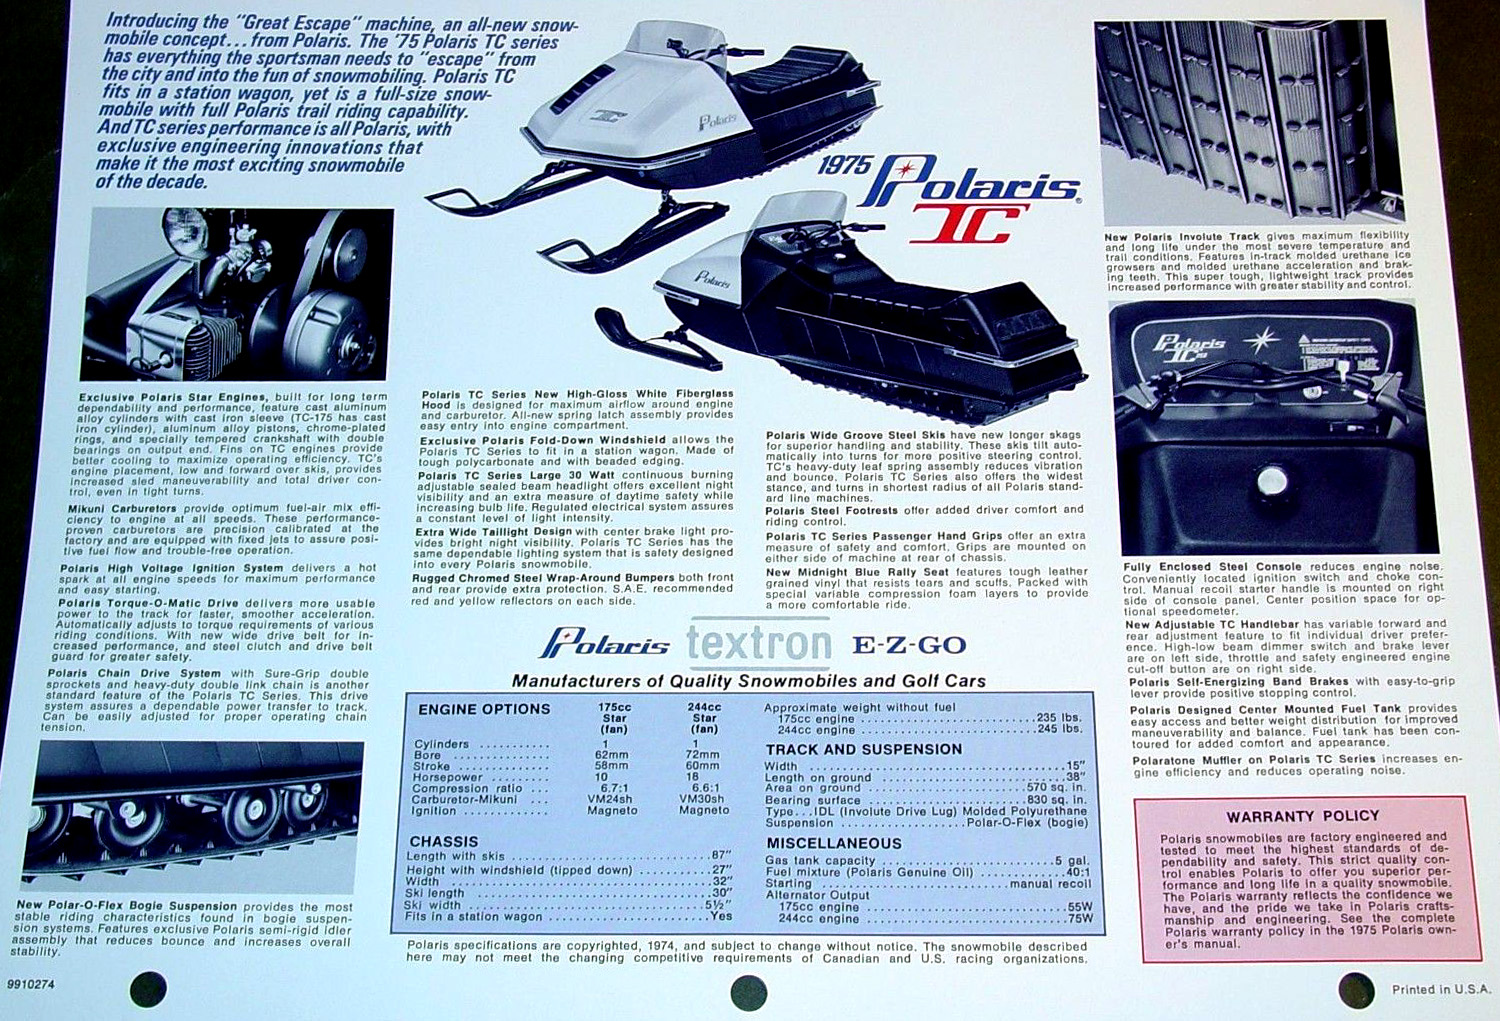 Introducing the "Great Escape" machine, an all-new snow-
mobile concept... from Polaris. The '75 Polaris TC series
has everything the sportsman needs to "escape" from
the city and into the fun of snowmobiling. Polaris TC
fits in a station wagon, yet is a full-size snow-
mobile with full Polaris trail riding capability.
And TC series performance is all Polaris, with
exclusive engineering innovations that
make it the most exciting snowmobile
of the decade.
TC
Polaris
1975 Polaris®
TC
Polaris
Exclusive Polaris Star Engines, built for long term
dependability and performance, feature cast aluminum
alloy cylinders with cast iron sleeve (TC-175 has cast
iron cylinder), aluminum alloy pistons, chrome-plated
rings, and specially tempered crankshaft with double
bearings on output end. Fins on TC engines provide
better cooling to maximize operating efficiency. TC's
engine placement, low and forward over skis, provides
increased sled maneuverability and total driver con-
trol, even in tight turns.
Mikuni Carburetors provide optimum fuel-air mix effi-
ciency to engine at all speeds. These performance-
proven carburetors are precision calibrated at the
factory and are equipped with fixed jets to assure posi-
tive fuel flow and trouble-free operation.
Polaris High Voltage Ignition System delivers a hot
spark at all engine speeds for maximum performance
and easy starting.
Polaris Torque-O-Matic Drive delivers more usable
power to the track for faster, smoother acceleration.
Automatically adjusts to torque requirements of various
riding conditions. With new wide drive belt for in-
creased performance, and steel clutch and drive belt
guard for greater safety.
Polaris Chain Drive System with Sure-Grip double
sprockets and heavy-duty double link chain is another
standard feature of the Polaris TC Series. This drive
system assures a dependable power transfer to track.
Can be easily adjusted for proper operating chain
tension.
New Polar-O-Flex Bogie Suspension provides the most
stable riding characteristics found in bogie suspen-
sion systems. Features exclusive Polaris semi-rigid idler
assembly that reduces bounce and increases overall
stability.
Polaris TC Series New High-Gloss White Fiberglass
Hood is designed for maximum airflow around engine
and carburetor. All-new spring latch assembly provides
easy entry into engine compartment.
Exclusive Polaris Fold-Down Windshield allows the
Polaris TC Series to fit in a station wagon. Made of
tough polycarbonate and with beaded edging.
Polaris TC Series Large 30 Watt continuous burning
adjustable sealed beam headlight offers excellent night
visibility and an extra measure of daytime safety while
increasing bulb life. Regulated electrical system assures
a constant level of light intensity.
Extra Wide Taillight Design with center brake light pro-
vides bright night visibility. Polaris TC Series has the
same dependable lighting system that is safety designed
into every Polaris snowmobile.
Rugged Chromed Steel Wrap-Around Bumpers both front
and rear provide extra protection. S.A.E. recommended
red and yellow reflectors on each side.
Polaris Wide Groove Steel Skis have new longer skags
for superior handling and stability. These skis tilt auto-
matically into turns for more positive steering control.
TC's heavy-duty leaf spring assembly reduces vibration
and bounce. Polaris TC Series also offers the widest
stance, and turns in shortest radius of all Polaris stand-
ard line machines.
Polaris Steel Footrests offer added driver comfort and
riding control.
Polaris TC Series Passenger Hand Grips offer an extra
measure of safety and comfort. Grips are mounted on
either side of machine at rear of chassis.
New Midnight Blue Rally Seat features tough leather
grained vinyl that resists tears and scuffs. Packed with
special variable compression foam layers to provide
a more comfortable ride.
Polaris textron E-Z-GO
Manufacturers of Quality Snowmobiles and Golf Cars
ENGINE OPTIONS 175cc 244cc
Star Star
(fan) (fan)
Cylinders ........... 1 1
Bore ............... 62mm 72mm
Stroke ............. 58mm 60mm
Horsepower ......... 10 18
Compression ratio ... 6.7:1 6.6:1
Carburetor-Mikuni ... VM24sh VM30sh
Ignition ............. Magneto Magneto
CHASSIS
Length with skis ............................. 87"
Height with windshield (tipped down) ........... 27"
Width ...................................... 32"
Ski length .................................. 30"
Ski width ................................... 5½"
Fits in a station wagon ........................ Yes
Approximate weight without fuel
175cc engine .......................... 235 lbs.
244cc engine .......................... 245 lbs.
TRACK AND SUSPENSION
Width ...................................... 15"
Length on ground ............................ 38"
Area on ground ........................ 570 sq. in.
Bearing surface ........................ 830 sq. in.
Type...IDL (Involute Drive Lug) Molded Polyurethane
Suspension .................. Polar-O-Flex (bogie)
MISCELLANEOUS
Gas tank capacity .......................... 5 gal.
Fuel mixture (Polaris Genuine Oil) ............ 40:1
Starting ............................ manual recoil
Alternator Output
175cc engine ............................. 55W
244cc engine ............................. 75W
Polaris specifications are copyrighted, 1974, and subject to change without notice. The snowmobile described
here may not meet the changing competitive requirements of Canadian and U.S. racing organizations.
New Polaris Involute Track gives maximum flexibility
and long life under the most severe temperature and
trail conditions. Features in-track molded urethane ice
growsers and molded urethane acceleration and brak-
ing teeth. This super tough, lightweight track provides
increased performance with greater stability and control.
Polaris
TC
Fully Enclosed Steel Console reduces engine noise.
Conveniently located ignition switch and choke con-
trol. Manual recoil starter handle is mounted on right
side of console panel. Center position space for op-
tional speedometer.
New Adjustable TC Handlebar has variable forward and
rear adjustment feature to fit individual driver prefer-
ence. High-low beam dimmer switch and brake lever
are on left side, throttle and safety engineered engine
cut-off button are on right side.
Polaris Self-Energizing Band Brakes with easy-to-grip
lever provide positive stopping control.
Polaris Designed Center Mounted Fuel Tank provides
easy access and better weight distribution for improved
maneuverability and balance. Fuel tank has been con-
toured for added comfort and appearance.
Polaratone Muffler on Polaris TC Series increases en-
gine efficiency and reduces operating noise.
WARRANTY POLICY
Polaris snowmobiles are factory engineered and
tested to meet the highest standards of de-
pendability and safety. This strict quality con-
trol enables Polaris to offer you superior per-
formance and long life in a quality snowmobile.
The Polaris warranty reflects the confidence we
have, and the pride we take in Polaris crafts-
manship and engineering. See the complete
Polaris warranty policy in the 1975 Polaris own-
er's manual.
9910274
Printed in U.S.A.